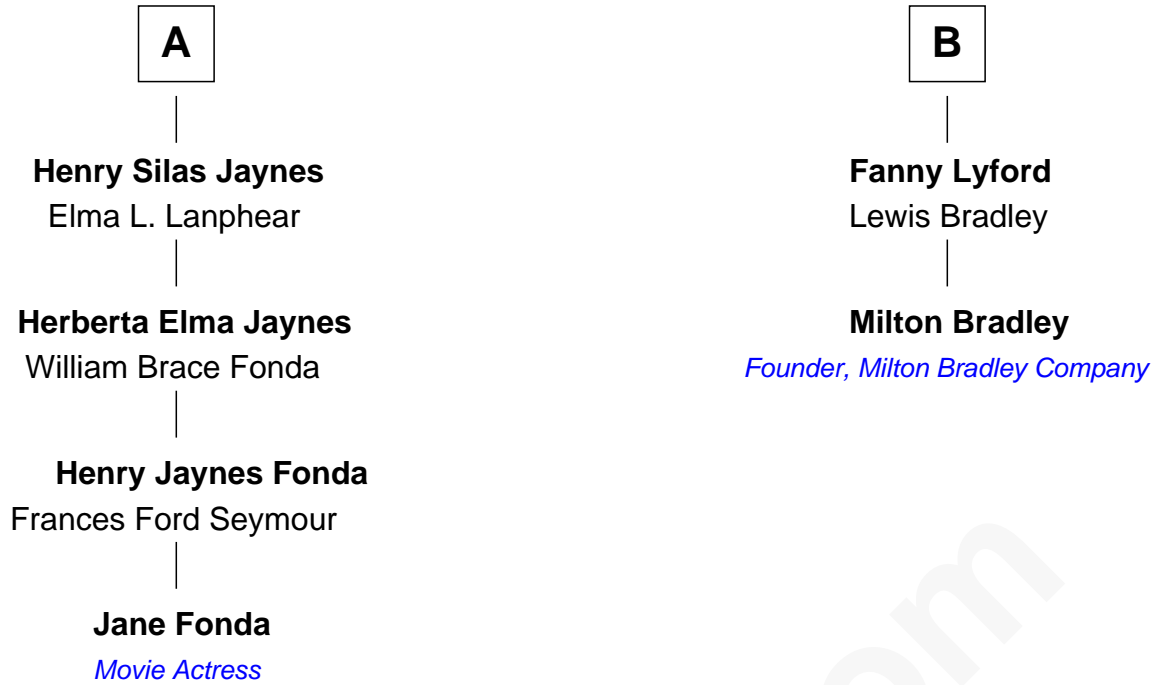 A
Henry Silas Jaynes
Elma L. Lanphear
Herberta Elma Jaynes
William Brace Fonda
Henry Jaynes Fonda
Frances Ford Seymour
Jane Fonda
Movie Actress
B
Fanny Lyford
Lewis Bradley
Milton Bradley
Founder, Milton Bradley Company
om